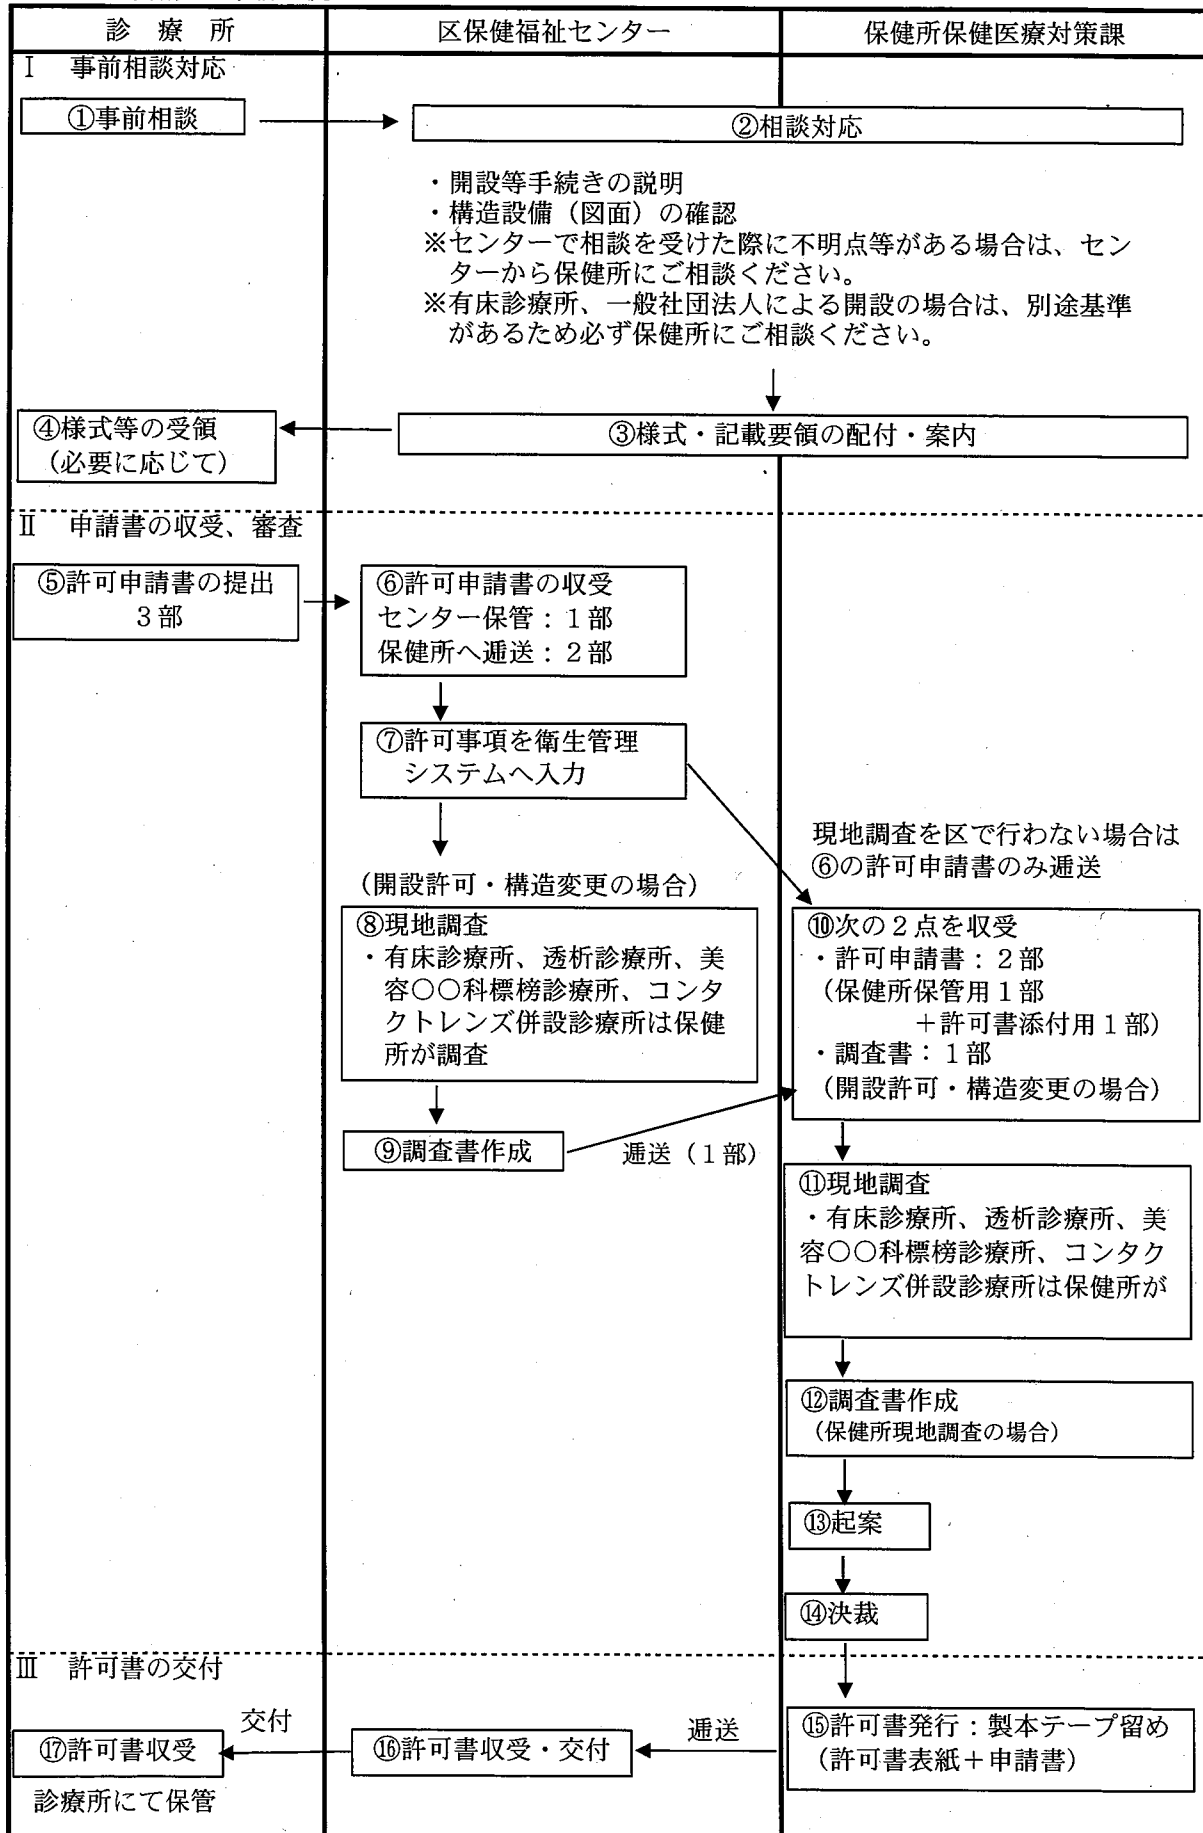 診 療 所
区保健福祉センター
保健所保健医療対策課
Ⅰ 事前相談対応
①事前相談
②相談対応
・開設等手続きの説明
・構造設備（図面）の確認
※センターで相談を受けた際に不明点等がある場合は、セン
ターから保健所にご相談ください。
※有床診療所、一般社団法人による開設の場合は、別途基準
があるため必ず保健所にご相談ください。
③様式・記載要領の配付・案内
④様式等の受領
（必要に応じて）
Ⅱ 申請書の収受、審査
⑤許可申請書の提出
３部
⑥許可申請書の収受
センター保管：１部
保健所へ逓送：２部
⑦許可事項を衛生管理
システムへ入力
現地調査を区で行わない場合は
⑥の許可申請書のみ逓送
（開設許可・構造変更の場合）
⑧現地調査
・有床診療所、透析診療所、美
容〇〇科標榜診療所、コンタ
クトレンズ併設診療所は保健
所が調査
⑨調査書作成
逓送（１部）
⑩次の２点を収受
・許可申請書：２部
（保健所保管用１部
＋許可書添付用１部）
・調査書：１部
（開設許可・構造変更の場合）
⑪現地調査
・有床診療所、透析診療所、美
容〇〇科標榜診療所、コンタク
トレンズ併設診療所は保健所が
⑫調査書作成
（保健所現地調査の場合）
⑬起案
⑭決裁
Ⅲ 許可書の交付
⑮許可書発行：製本テープ留め
（許可書表紙＋申請書）
逓送
⑯許可書収受・交付
交付
⑰許可書収受
診療所にて保管